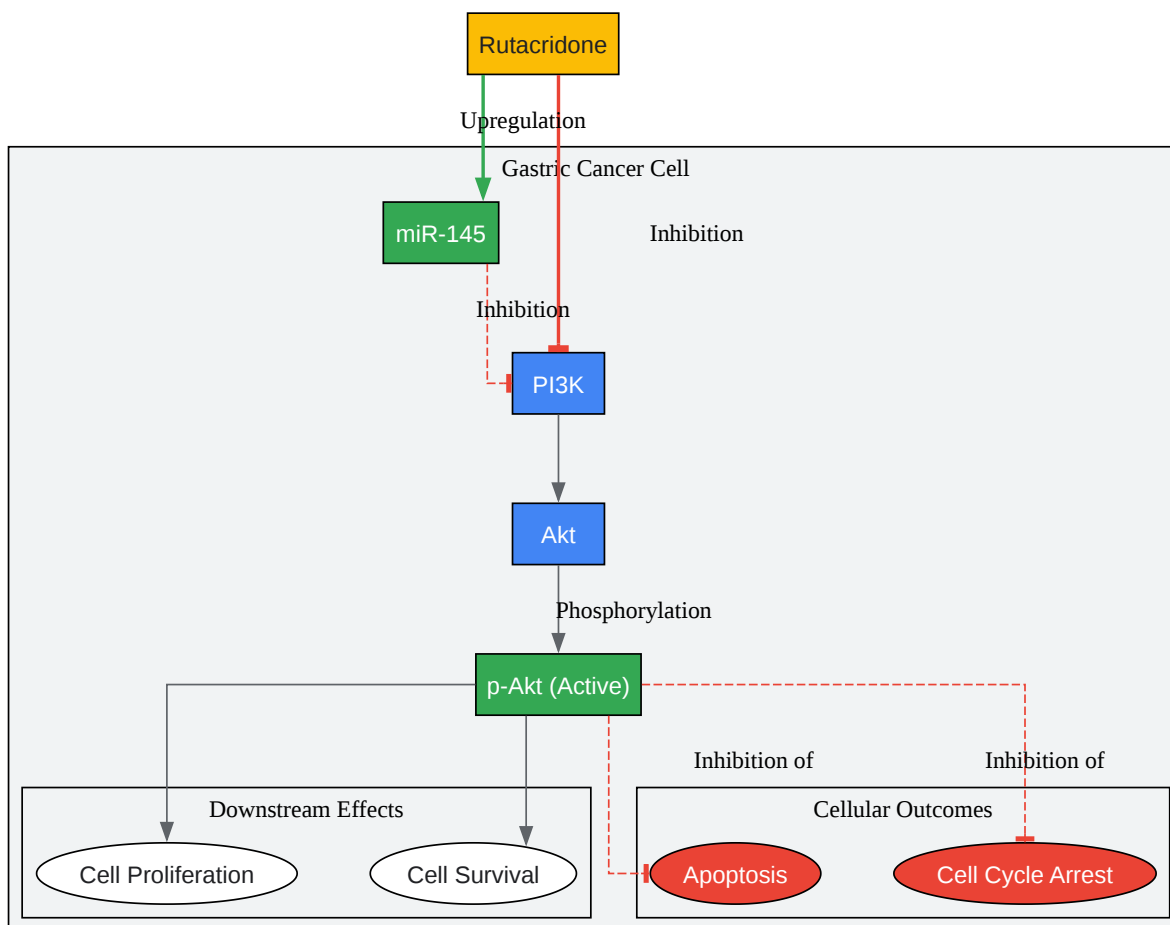 Rutacridone
Upregulation
Gastric Cancer Cell
miR-145
Inhibition
Inhibition
PI3K
Akt
Phosphorylation
p-Akt (Active)
Inhibition of
Inhibition of
Downstream Effects
Cellular Outcomes
Cell Proliferation
Cell Survival
Apoptosis
Cell Cycle Arrest